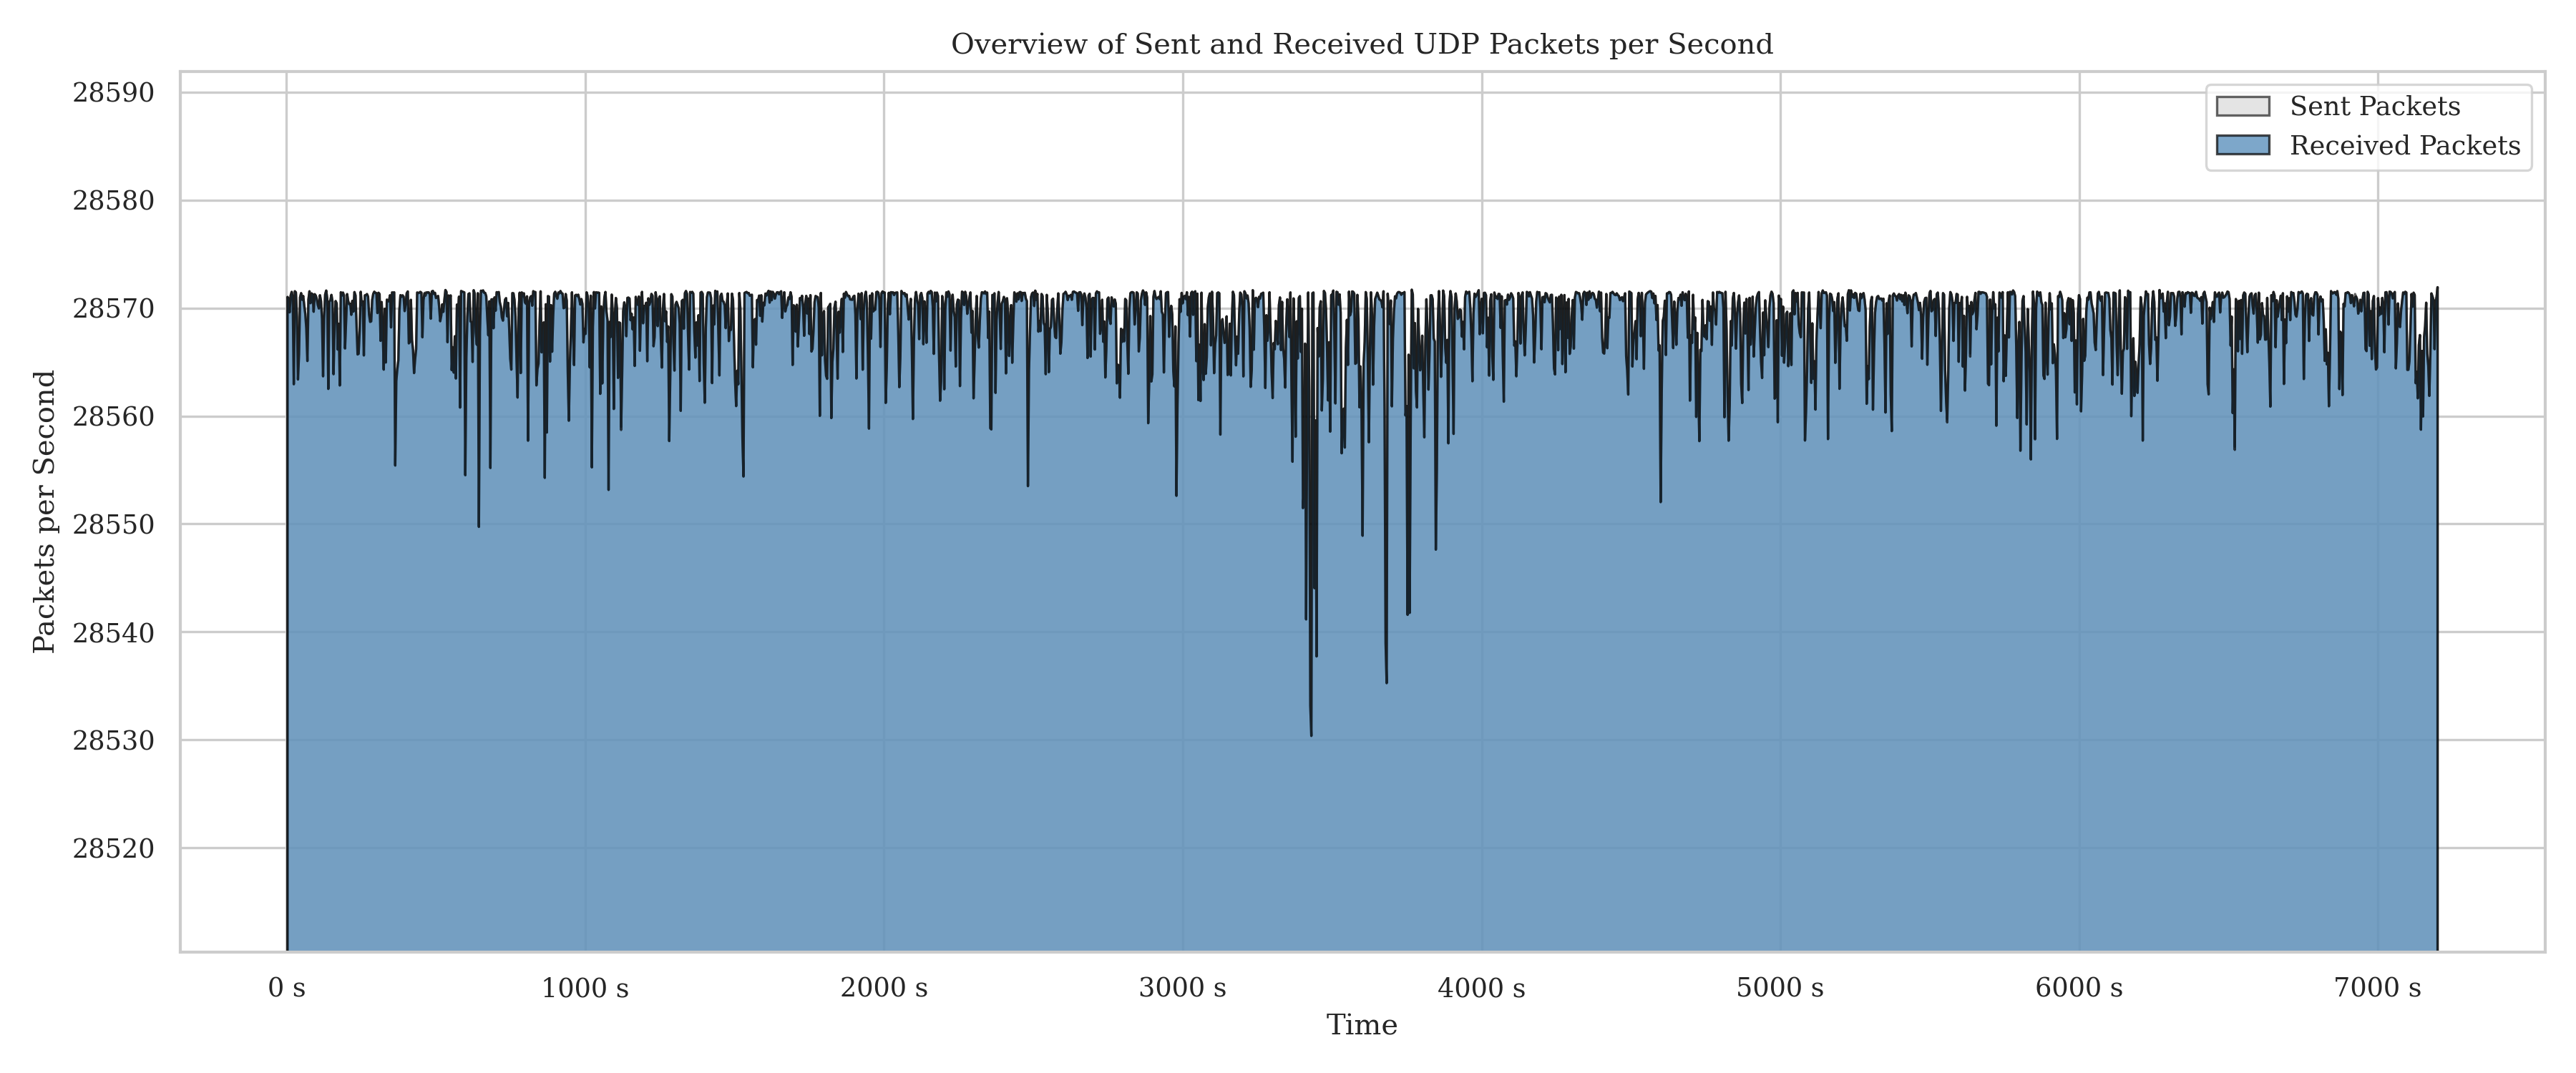 Overview of Sent and Received UDP Packets per Second
Sent Packets
Received Packets
Packets per Second
28590
28580
28570
28560
28550
28540
28530
28520
0 s
1000 s
2000 s
3000 s
4000 s
5000 s
6000 s
7000 s
Time